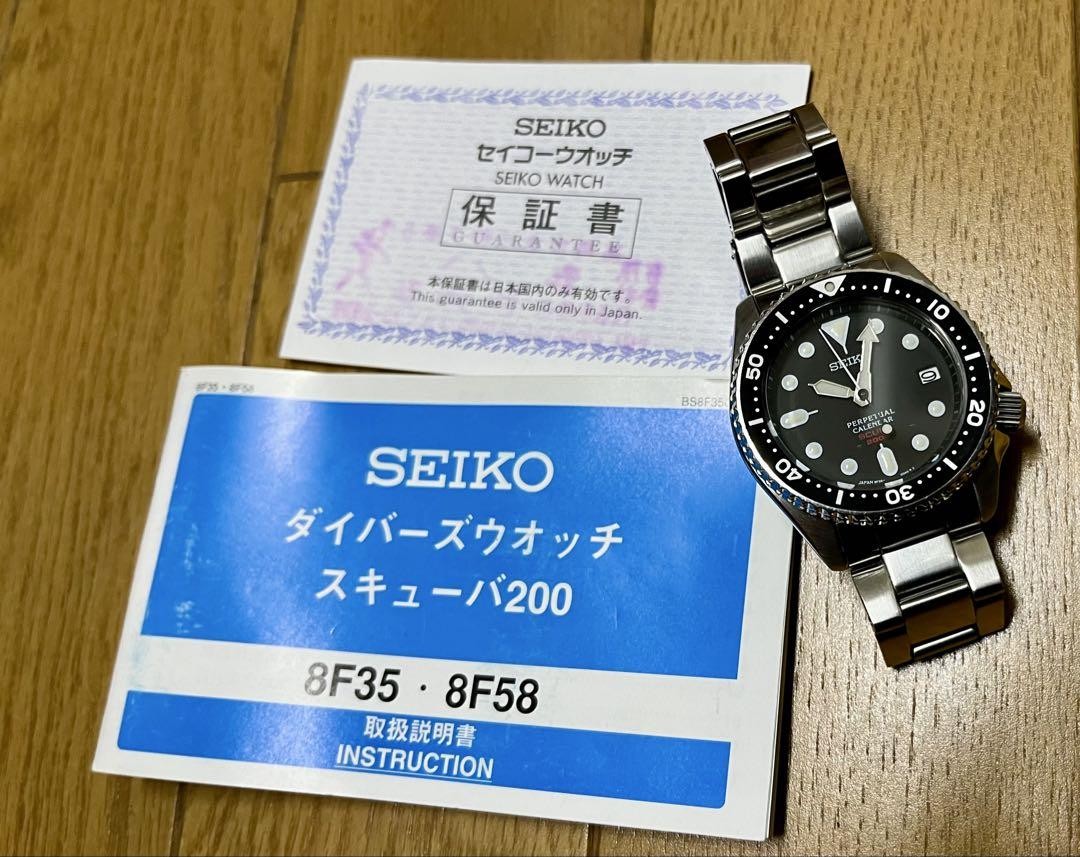 SEIKO
セイコーウオッチ
SEIKO WATCH
保証書
GUARANTEE
本保証書は日本国内のみ有効です。
This guarantee is valid only in Japan.
8F35・8F58
SEIKO
ダイバーズウオッチ
スキューバ200
8F35・8F58
取扱説明書
INSTRUCTION
10
20
30
40
50
SEIKO
PERPETUAL
CALENDAR
200
JAPAN